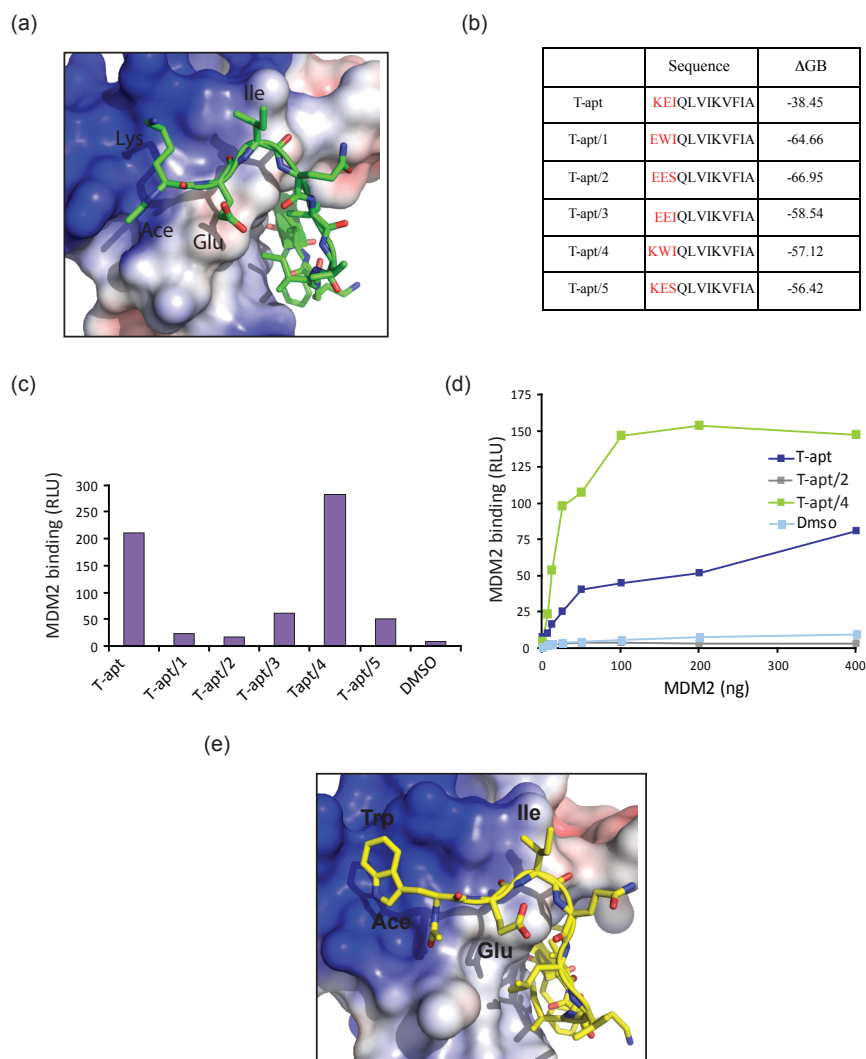 (a)
Ile
Lys
Ace
Glu
(b)
Sequence ΔGB
T-apt KEIQLVIKVFIA -38.45
T-apt/1 EWIQLVIKVFIA -64.66
T-apt/2 EESQLVIKVFIA -66.95
T-apt/3 EEIQLVIKVFIA -58.54
T-apt/4 KWIQLVIKVFIA -57.12
T-apt/5 KESQLVIKVFIA -56.42
(c)
MDM2 binding (RLU)
300
250
200
150
100
50
0
T-apt T-apt/1 T-apt/2 T-apt/3 Tapt/4 T-apt/5 DMSO
(d)
MDM2 binding (RLU)
175
150
125
100
75
50
25
0
T-apt
T-apt/2
T-apt/4
Dmso
0 100 200 300 400
MDM2 (ng)
(e)
Trp
Ile
Ace
Glu